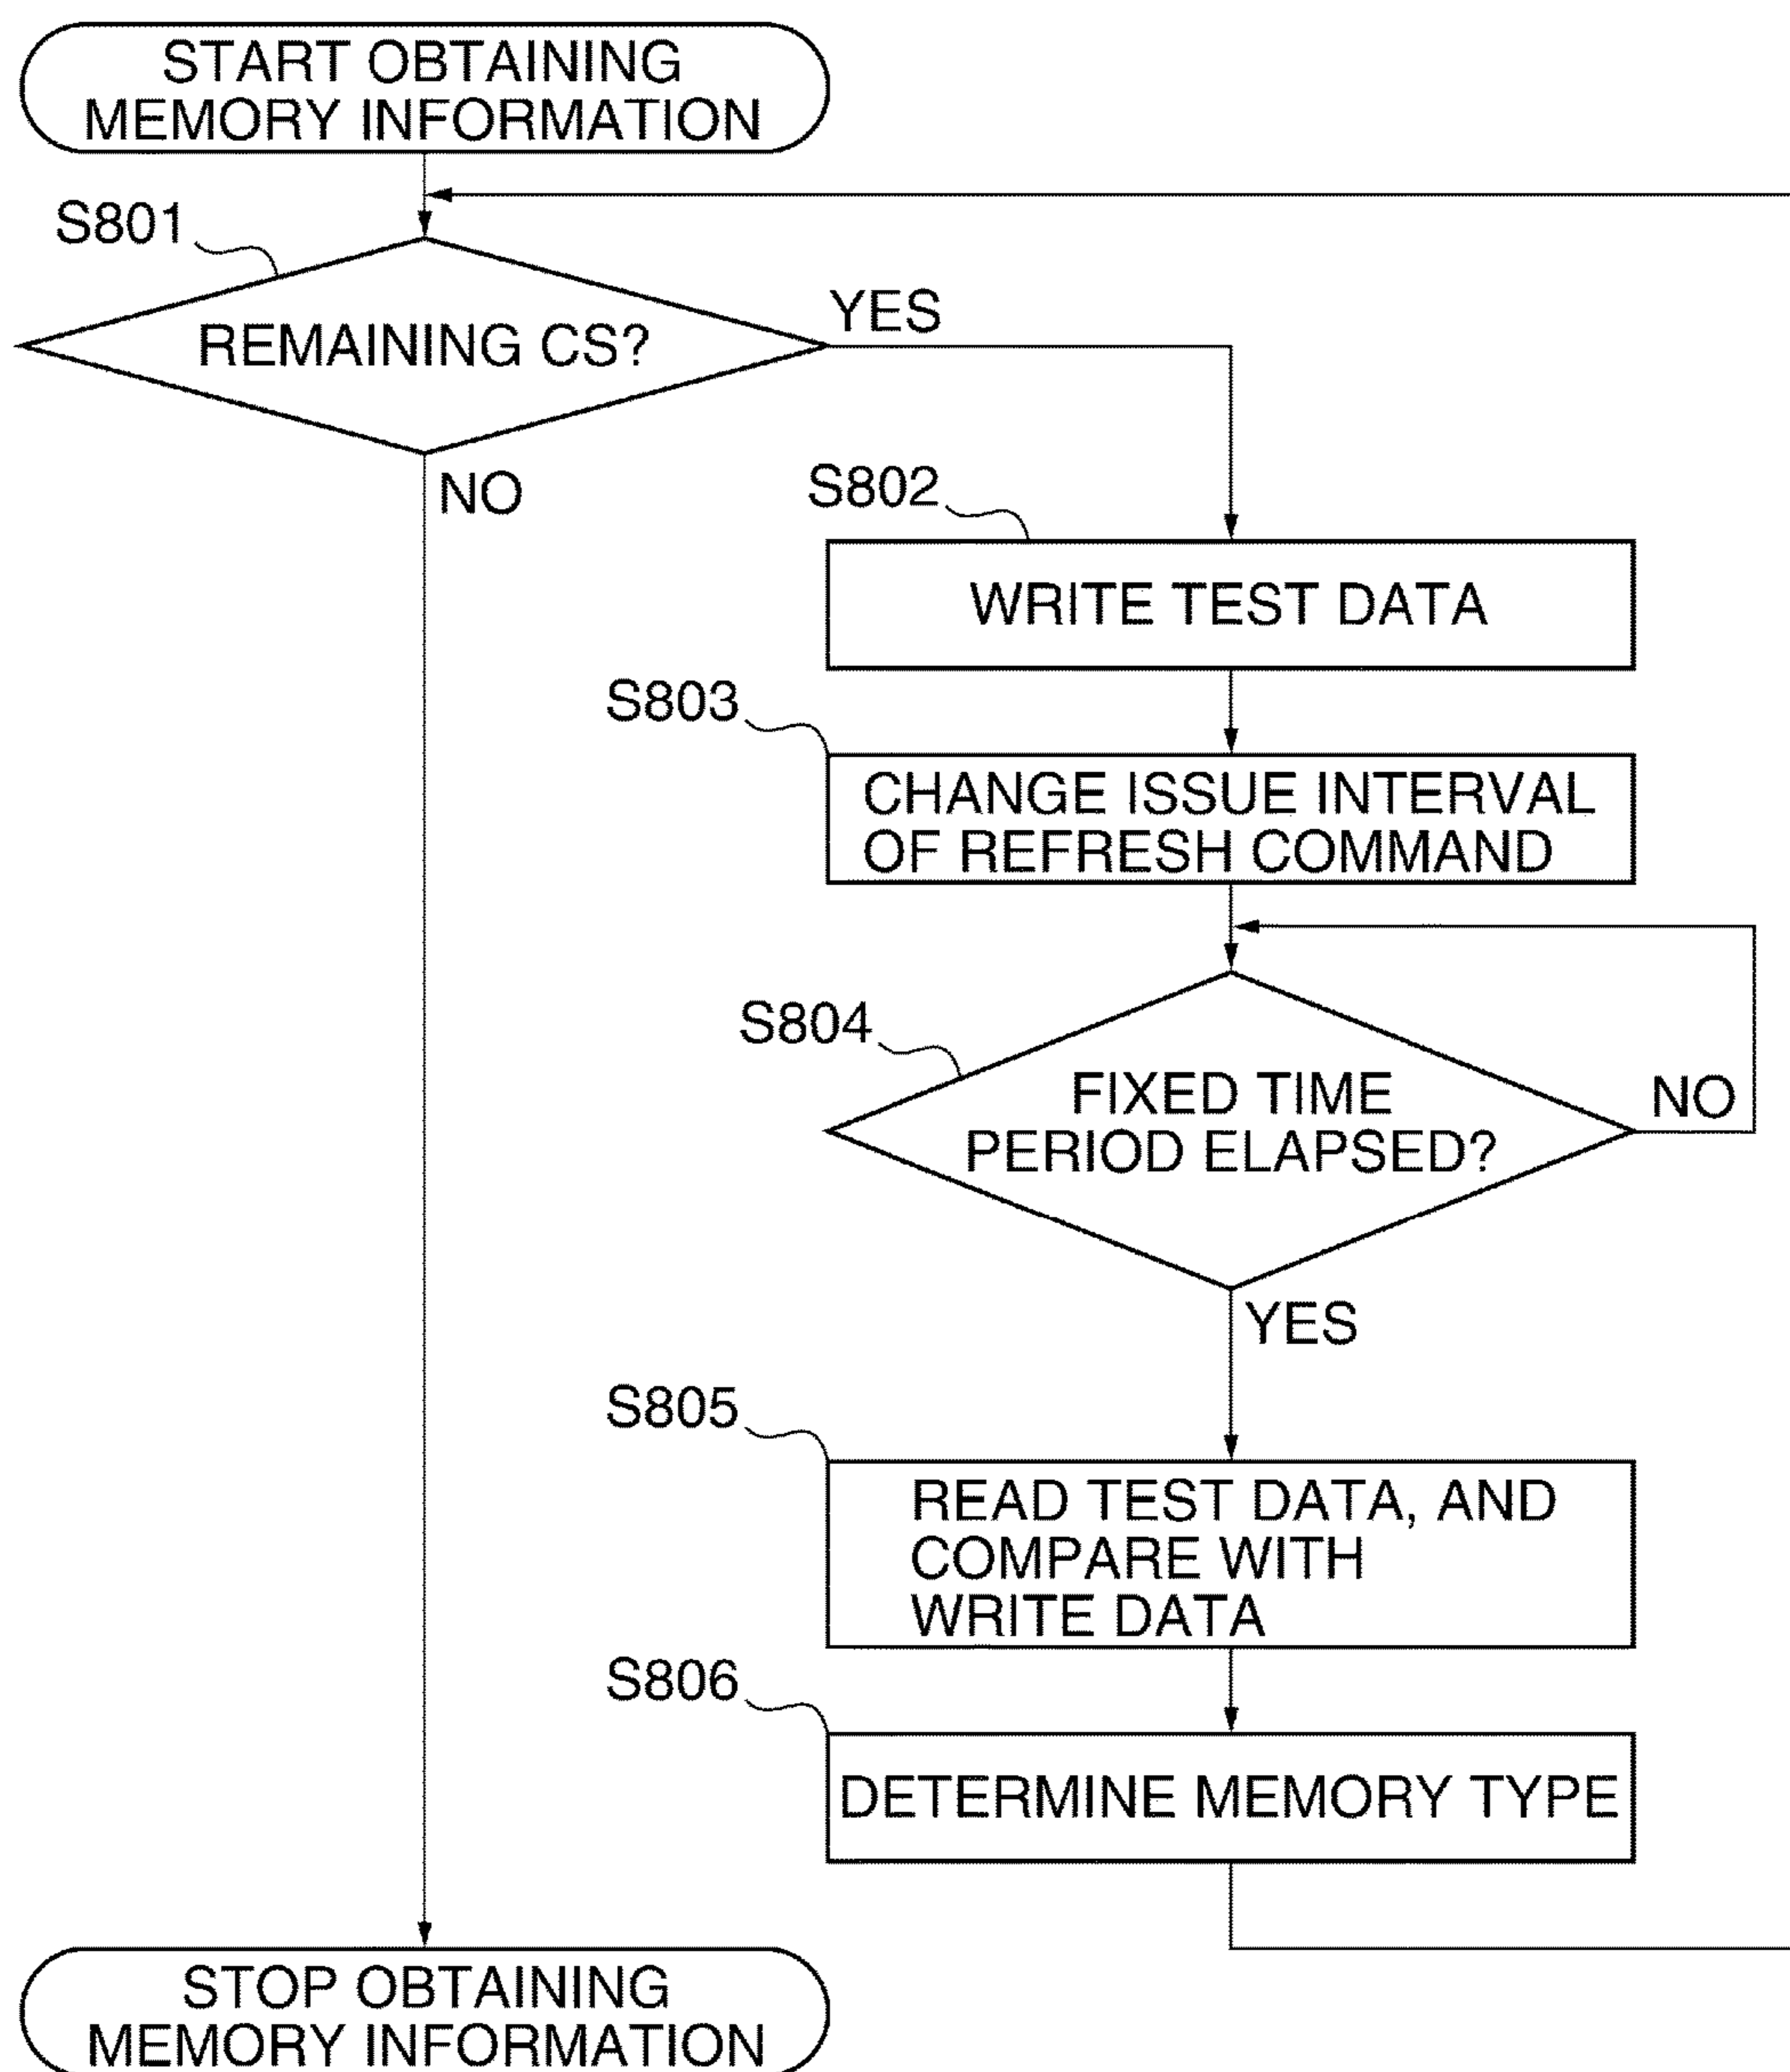 START OBTAINING
MEMORY INFORMATION
S801
REMAINING CS?
YES
NO
S802
WRITE TEST DATA
S803
CHANGE ISSUE INTERVAL
OF REFRESH COMMAND
S804
FIXED TIME
PERIOD ELAPSED?
NO
YES
S805
READ TEST DATA, AND
COMPARE WITH
WRITE DATA
S806
DETERMINE MEMORY TYPE
STOP OBTAINING
MEMORY INFORMATION